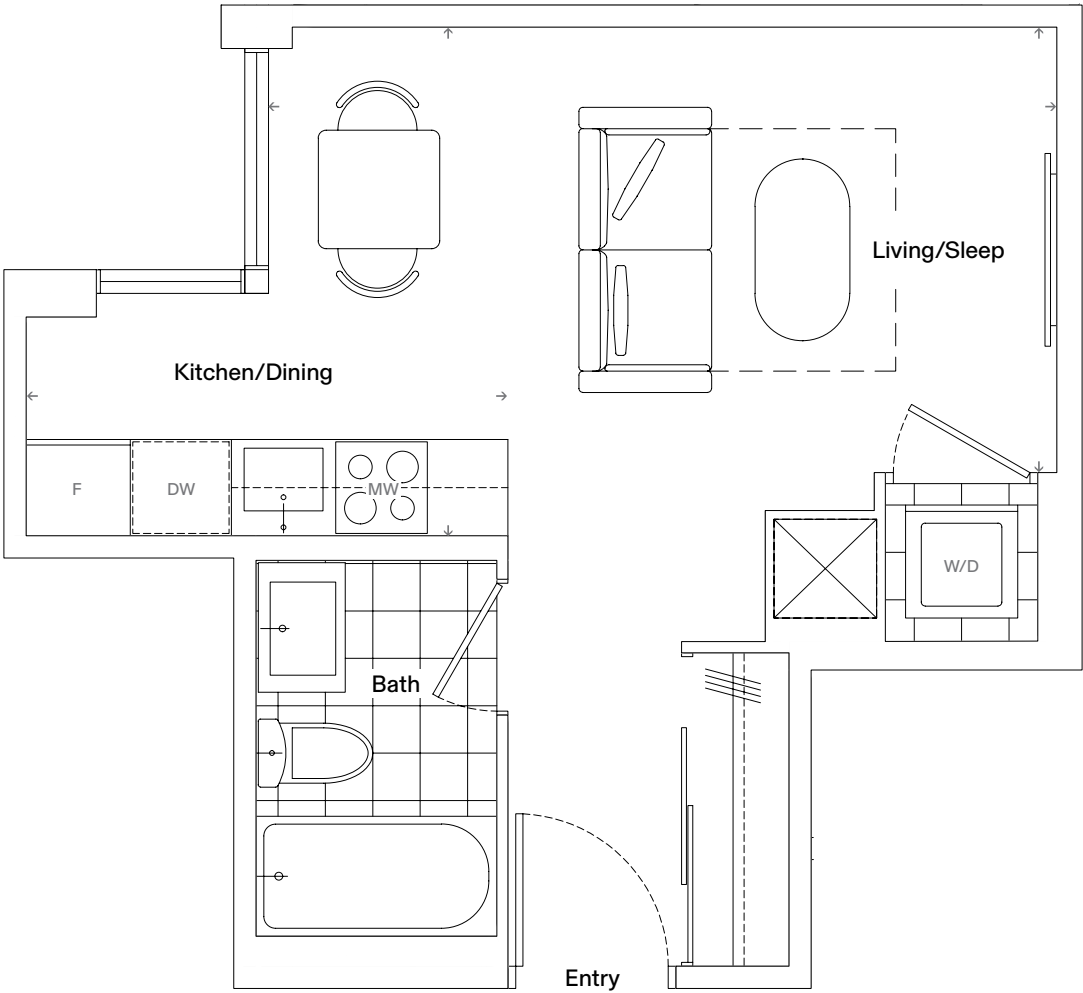 Living/Sleep
Kitchen/Dining
F
DW
MW
W/D
Bath
Entry